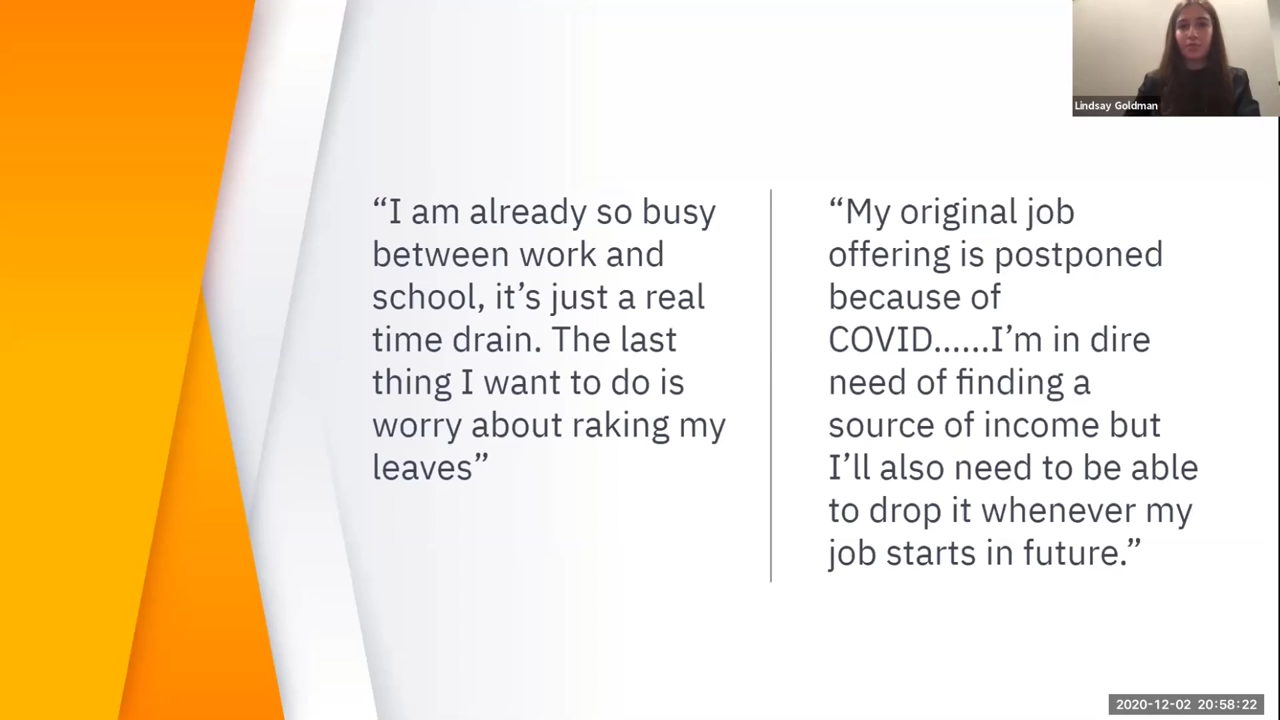 Lindsay Goldman
“I am already so busy
between work and
school, it’s just a real
time drain. The last
thing I want to do is
worry about raking my
leaves”
“My original job
offering is postponed
because of
COVID......I’m in dire
need of finding a
source of income but
I’ll also need to be able
to drop it whenever my
job starts in future.”
2020-12-02 20:58:22